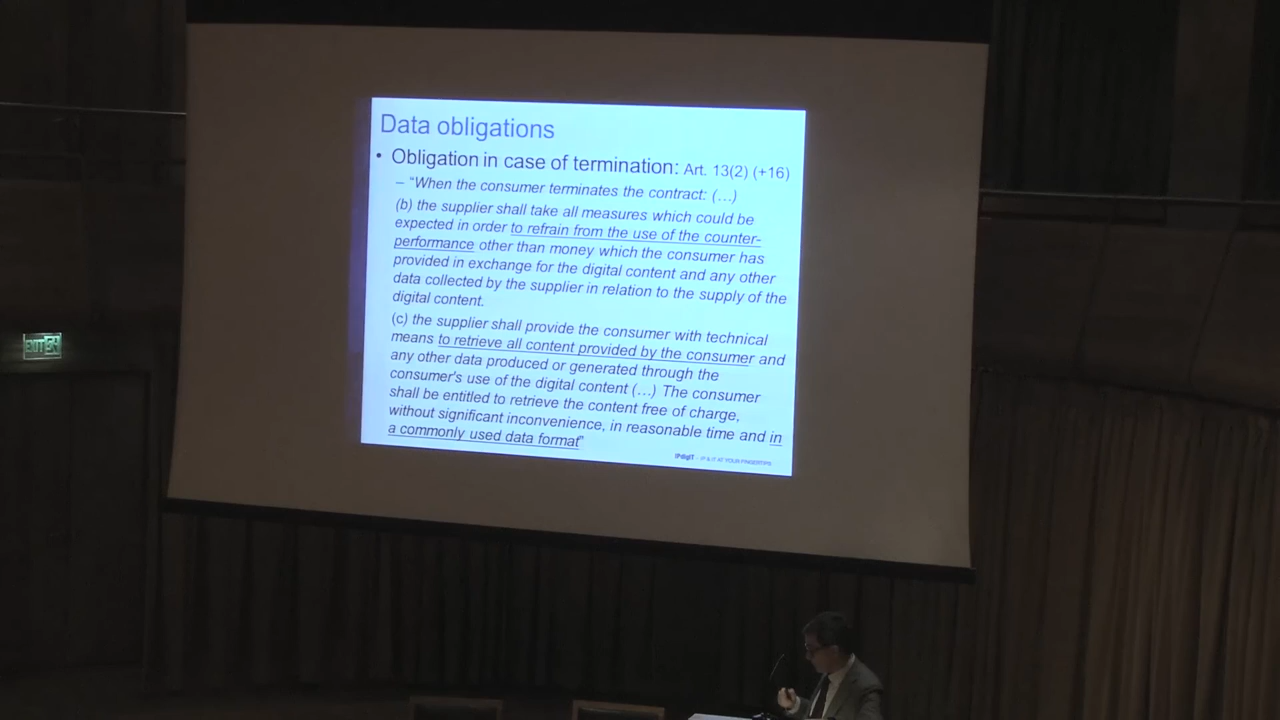 Data obligations
• Obligation in case of termination: Art. 13(2) (+16)
– “When the consumer terminates the contract: (…)
(b) the supplier shall take all measures which could be
expected in order to refrain from the use of the counter-
performance other than money which the consumer has
provided in exchange for the digital content and any other
data collected by the supplier in relation to the supply of the
digital content.
(c) the supplier shall provide the consumer with technical
means to retrieve all content provided by the consumer and
any other data produced or generated through the
consumer's use of the digital content (…) The consumer
shall be entitled to retrieve the content free of charge,
without significant inconvenience, in reasonable time and in
a commonly used data format”
IPdigIT - IP & IT AT YOUR FINGERTIPS
EXIT